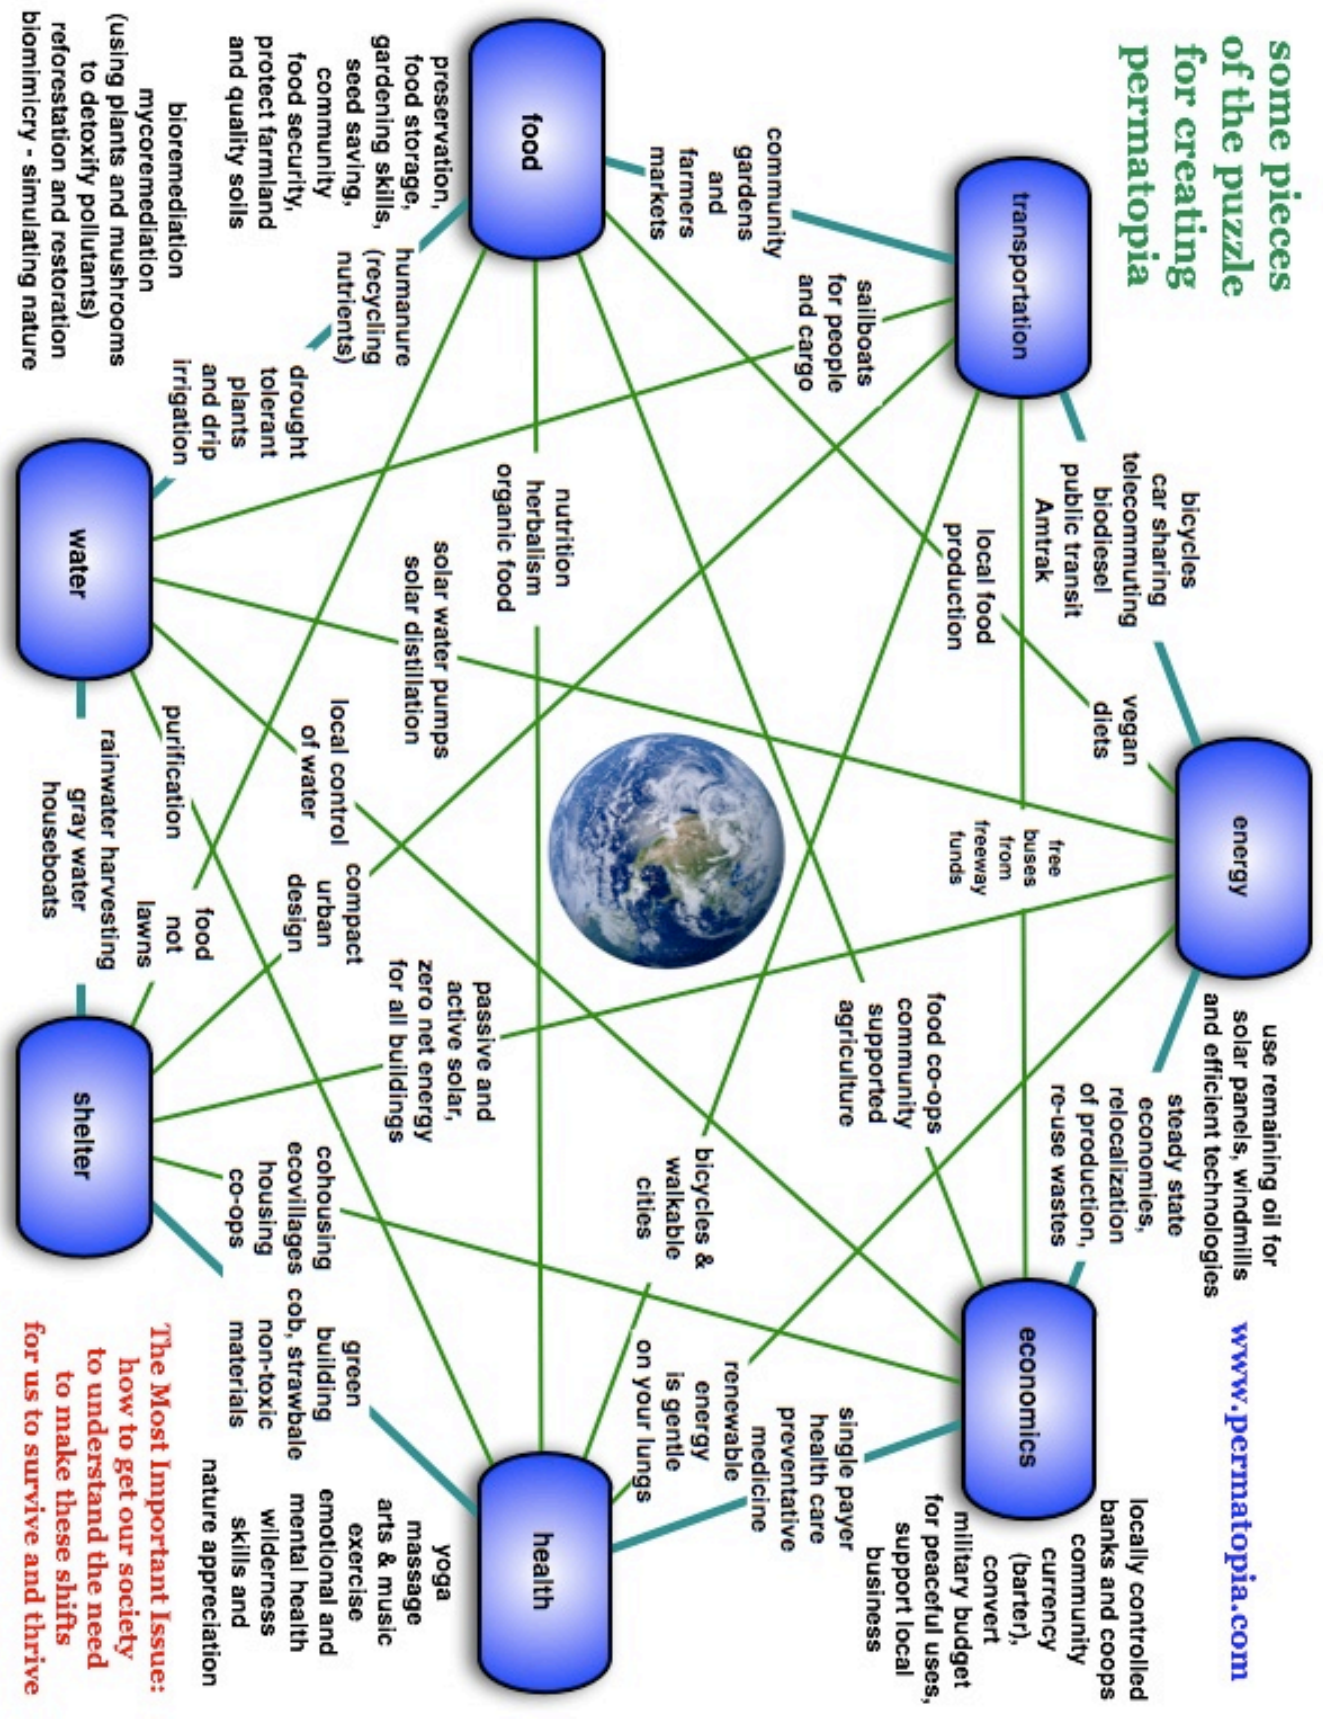 some pieces
of the puzzle
for creating
permatopia
www.permatopia.com
energy
use remaining oil for
solar panels, windmills
and efficient technologies
transportation
bicycles
car sharing
telecommuting
biodiesel
public transit
Amtrak
vegan
diets
steady state
economies,
relocalization
of production,
re-use wastes
economics
locally controlled
banks and coops
community
currency
(barter),
convert
military budget
for peaceful uses,
support local
business
free
buses
from
freeway
funds
local food
production
food co-ops
community
supported
agriculture
sailboats
for people
and cargo
community
gardens
and
farmers
markets
single payer
health care
preventative
medicine
bicycles &
walkable
cities
renewable
energy
is gentle
on your lungs
food
nutrition
herbalism
organic food
health
preservation,
food storage,
gardening skills,
seed saving,
community
food security,
protect farmland
and quality soils
humanure
(recycling
nutrients)
solar water pumps
solar distillation
passive and
active solar,
zero net energy
for all buildings
yoga
massage
arts & music
exercise
emotional and
mental health
wilderness
skills and
nature appreciation
local control
of water
compact
urban
design
cohousing
ecovillages
housing
co-ops
green
building
cob, strawbale
non-toxic
materials
drought
tolerant
plants
and drip
irrigation
purification
food
not
lawns
bioremediation
mycoremediation
(using plants and mushrooms
to detoxify pollutants)
reforestation and restoration
biomimicry - simulating nature
water
rainwater harvesting
gray water
houseboats
shelter
The Most Important Issue:
how to get our society
to understand the need
to make these shifts
for us to survive and thrive